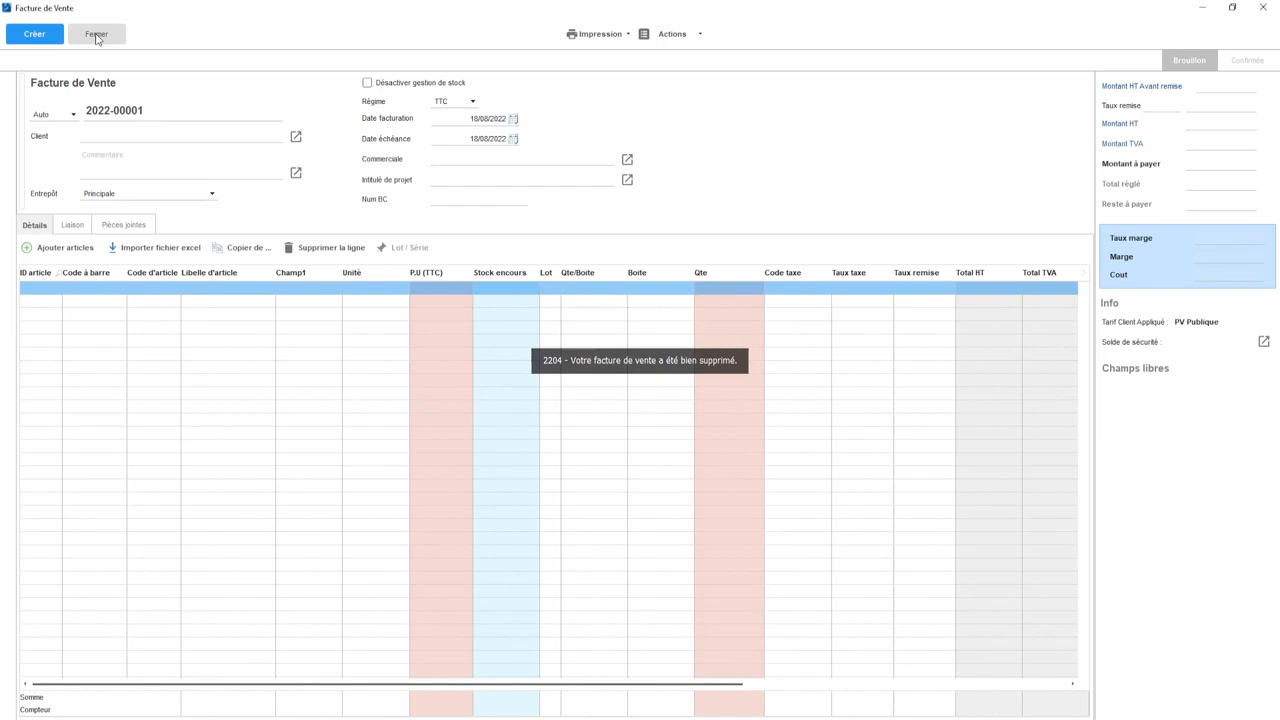 Facture de Vente
Créer
Fermer
Impression
Actions
Brouillon
Confirmée
Facture de Vente
Auto
2022-00001
Client
Commentaire
Entrepôt
Principale
Désactiver gestion de stock
Régime
TTC
Date facturation
18/08/2022
Date échéance
18/08/2022
Commerciale
Intitulé de projet
Num BC
Détails
Liaison
Pièces jointes
Ajouter articles
Importer fichier excel
Copier de ...
Supprimer la ligne
Lot / Série
ID article Code à barre Code d'article Libelle d'article Champ1 Unité P.U (TTC) Stock encours Lot Qte/Boite Boite Qte Code taxe Taux taxe Taux remise Total HT Total TVA
2204 - Votre facture de vente a été bien supprimé.
Somme
Compteur
Montant HT Avant remise
Taux remise
Montant HT
Montant TVA
Montant à payer
Total règlé
Reste à payer
Taux marge
Marge
Cout
Info
Tarif Client Appliqué : PV Publique
Solde de sécurité :
Champs libres